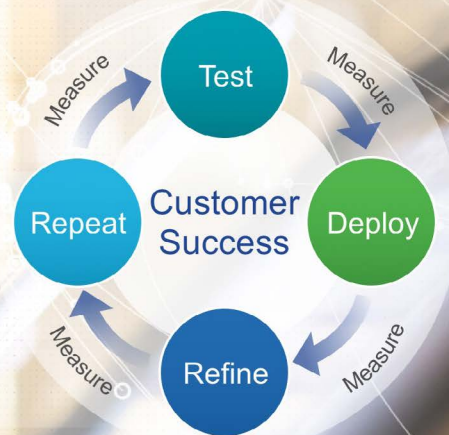 Test
Measure
Measure
Repeat
Customer
Success
Deploy
Measure
Measure
Refine